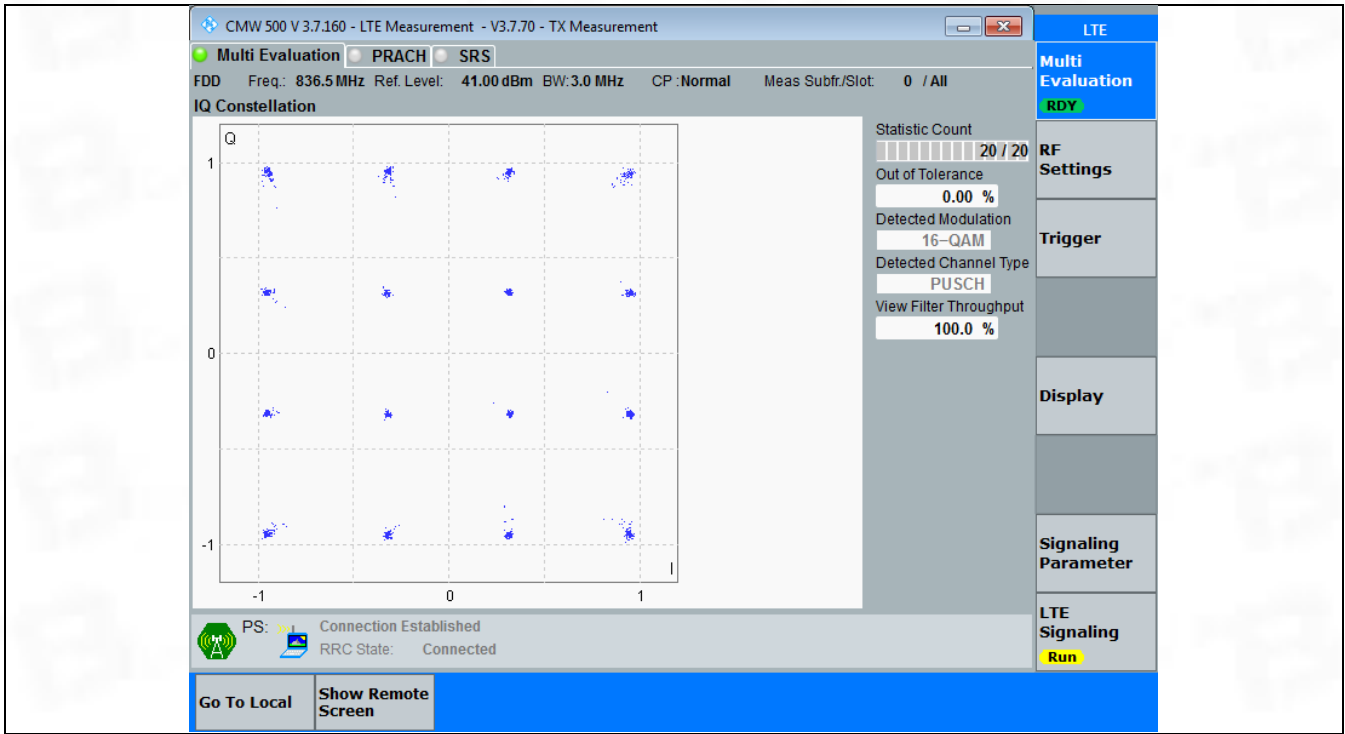 CMW 500 V 3.7.160 - LTE Measurement - V3.7.70 - TX Measurement
LTE
Multi Evaluation PRACH SRS
FDD Freq.: 836.5 MHz Ref. Level: 41.00 dBm BW: 3.0 MHz CP : Normal Meas Subfr./Slot: 0 / All
IQ Constellation
Q
1
0
-1
I
-1 0 1
Statistic Count
20 / 20
Out of Tolerance
0.00 %
Detected Modulation
16-QAM
Detected Channel Type
PUSCH
View Filter Throughput
100.0 %
Multi
Evaluation
RDY
RF
Settings
Trigger
Display
Signaling
Parameter
LTE
Signaling
Run
PS: Connection Established
RRC State: Connected
Go To Local
Show Remote
Screen